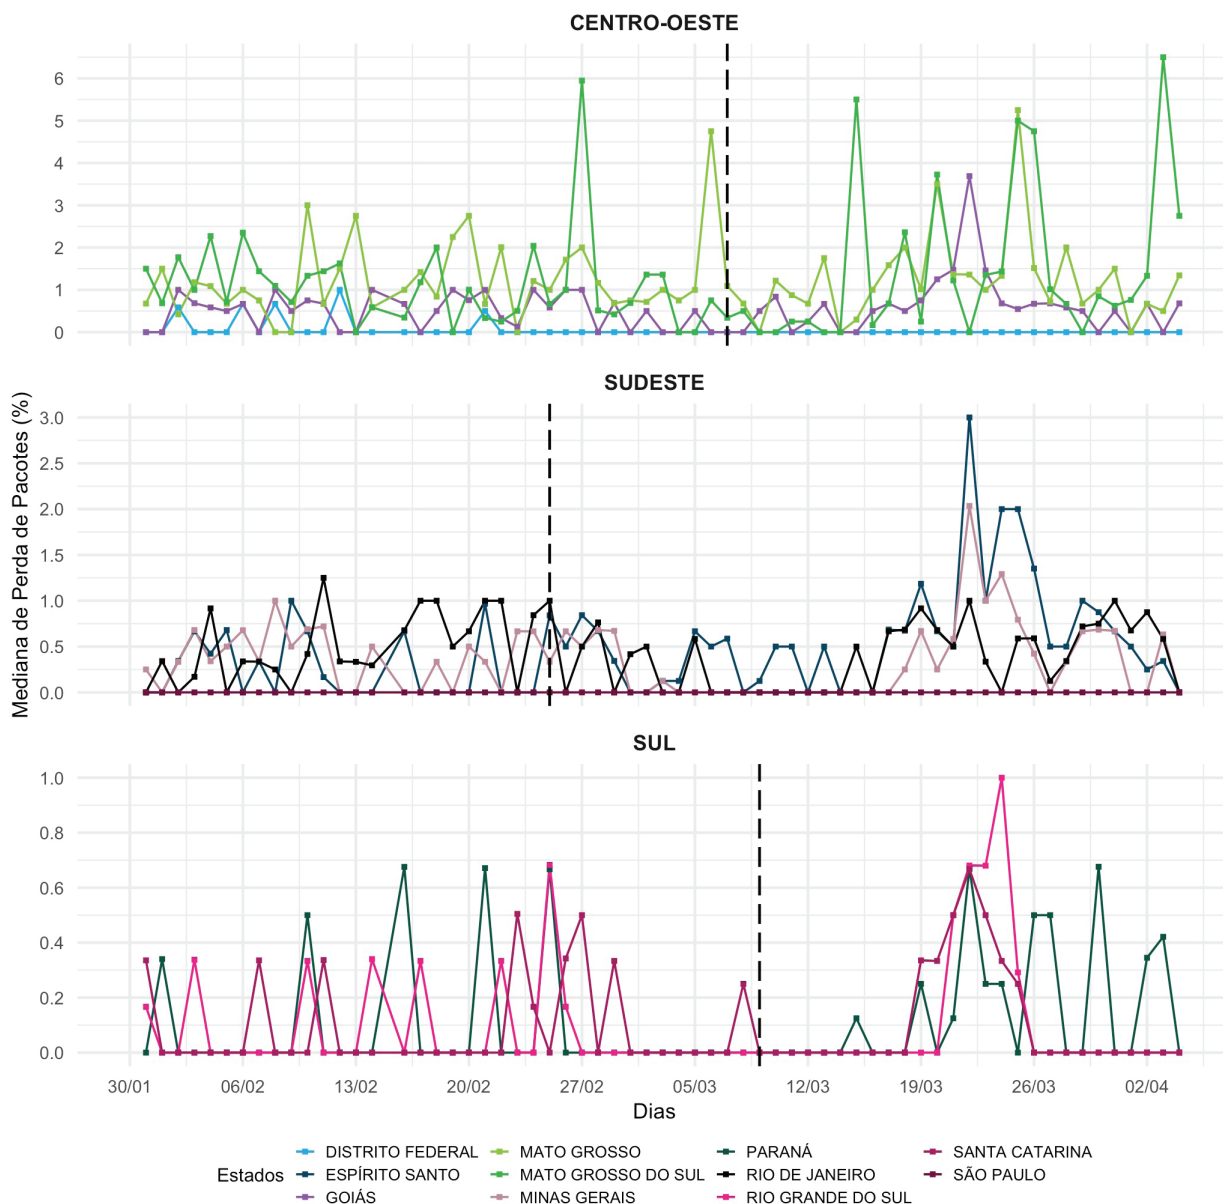 CENTRO-OESTE
6
5
4
3
2
1
0
SUDESTE
3.0
2.5
2.0
1.5
1.0
0.5
0.0
Mediana de Perda de Pacotes (%)
SUL
1.0
0.8
0.6
0.4
0.2
0.0
30/01 06/02 13/02 20/02 27/02 05/03 12/03 19/03 26/03 02/04
Dias
Estados
DISTRITO FEDERAL MATO GROSSO PARANÁ SANTA CATARINA
ESPÍRITO SANTO MATO GROSSO DO SUL RIO DE JANEIRO SÃO PAULO
GOIÁS MINAS GERAIS RIO GRANDE DO SUL